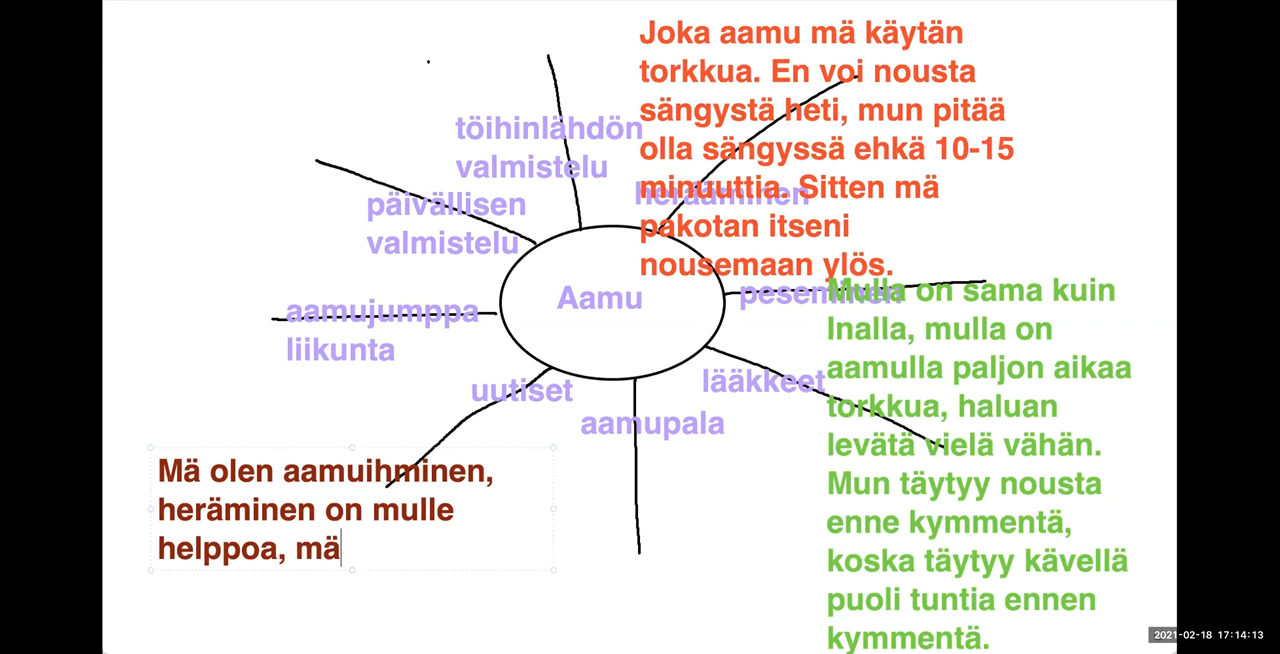 Joka aamu mä käytän
torkkua. En voi nousta
sängystä heti, mun pitää
olla sängyssä ehkä 10-15
minuuttia. Sitten mä
pakotan itseni
nousemaan ylös.
töihinlähdön
valmistelu
herääminen
päivällisen
valmistelu
Aamu
peseminen
Mulla on sama kuin
Inalla, mulla on
aamulla paljon aikaa
torkkua, haluan
levätä vielä vähän.
Mun täytyy nousta
enne kymmentä,
koska täytyy kävellä
puoli tuntia ennen
kymmentä.
aamujumppa
liikunta
uutiset
lääkkeet
aamupala
Mä olen aamuihminen,
heräminen on mulle
helppoa, mä
2021-02-18 17:14:13